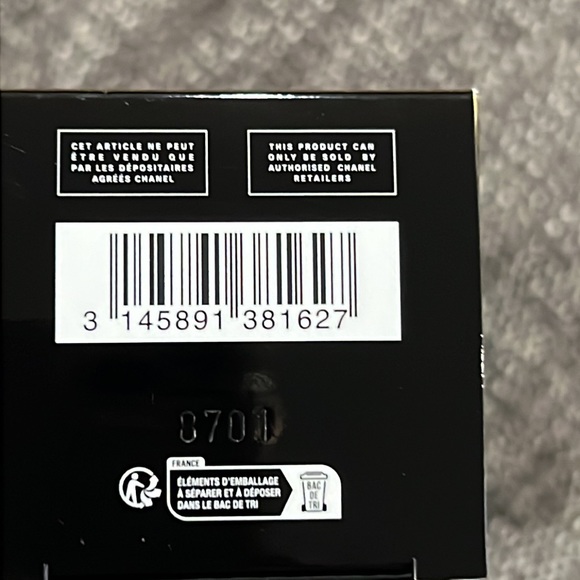 CET ARTICLE NE PEUT
ÊTRE VENDU QUE
PAR LES DÉPOSITAIRES
AGRÉÉS CHANEL
THIS PRODUCT CAN
ONLY BE SOLD BY
AUTHORISED CHANEL
RETAILERS
3 145891 381627
8701
FRANCE
ÉLÉMENTS D'EMBALLAGE
À SÉPARER ET À DÉPOSER
DANS LE BAC DE TRI
BAC
DE
TRI